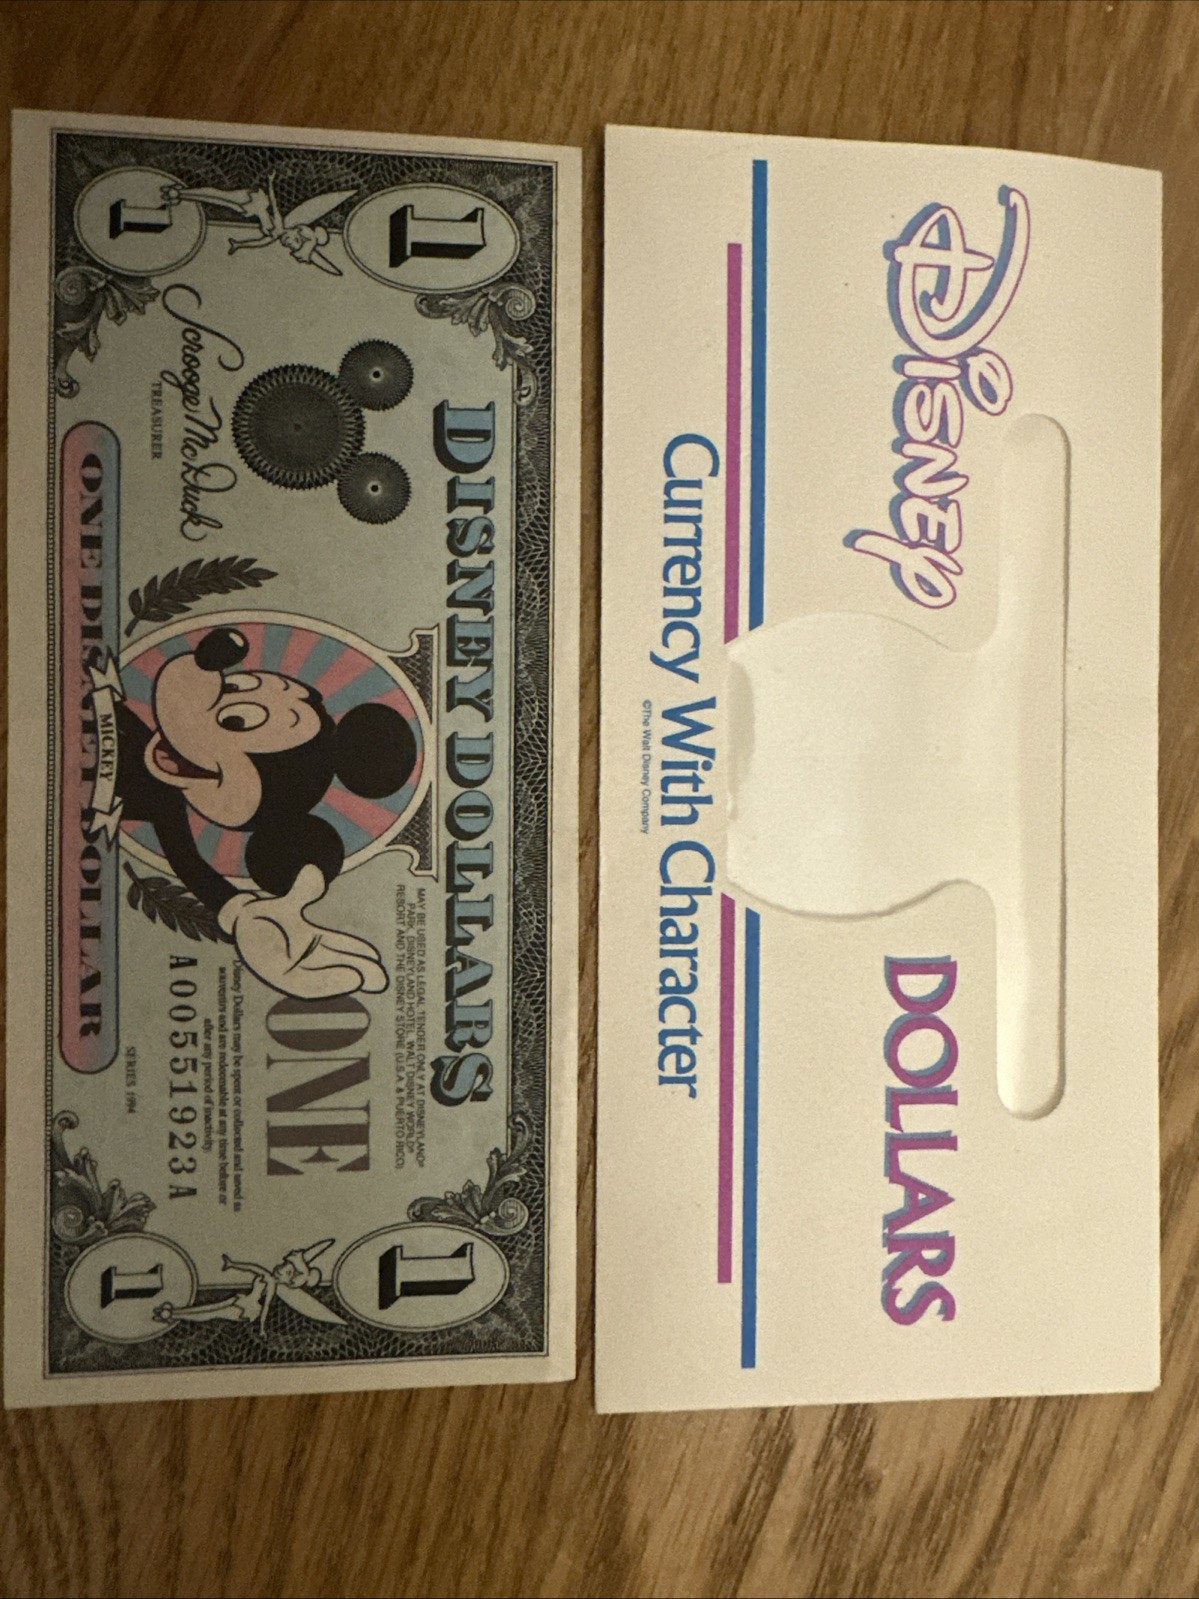 1
1
DISNEY DOLLARS
MAY BE USED AS LEGAL TENDER ONLY AT DISNEYLAND®
PARK, DISNEYLAND HOTEL, WALT DISNEY WORLD®
RESORT AND THE DISNEY STORE (U.S.A. & PUERTO RICO).
ONE
Disney Dollars may be spent or collected and saved as
souvenirs and are redeemable at any time before or
after any period of inactivity.
A00551923A
SERIES 1994
Scrooge McDuck
TREASURER
MICKEY
ONE DISNEY DOLLAR
1
1
Disney DOLLARS
Currency With Character
©The Walt Disney Company